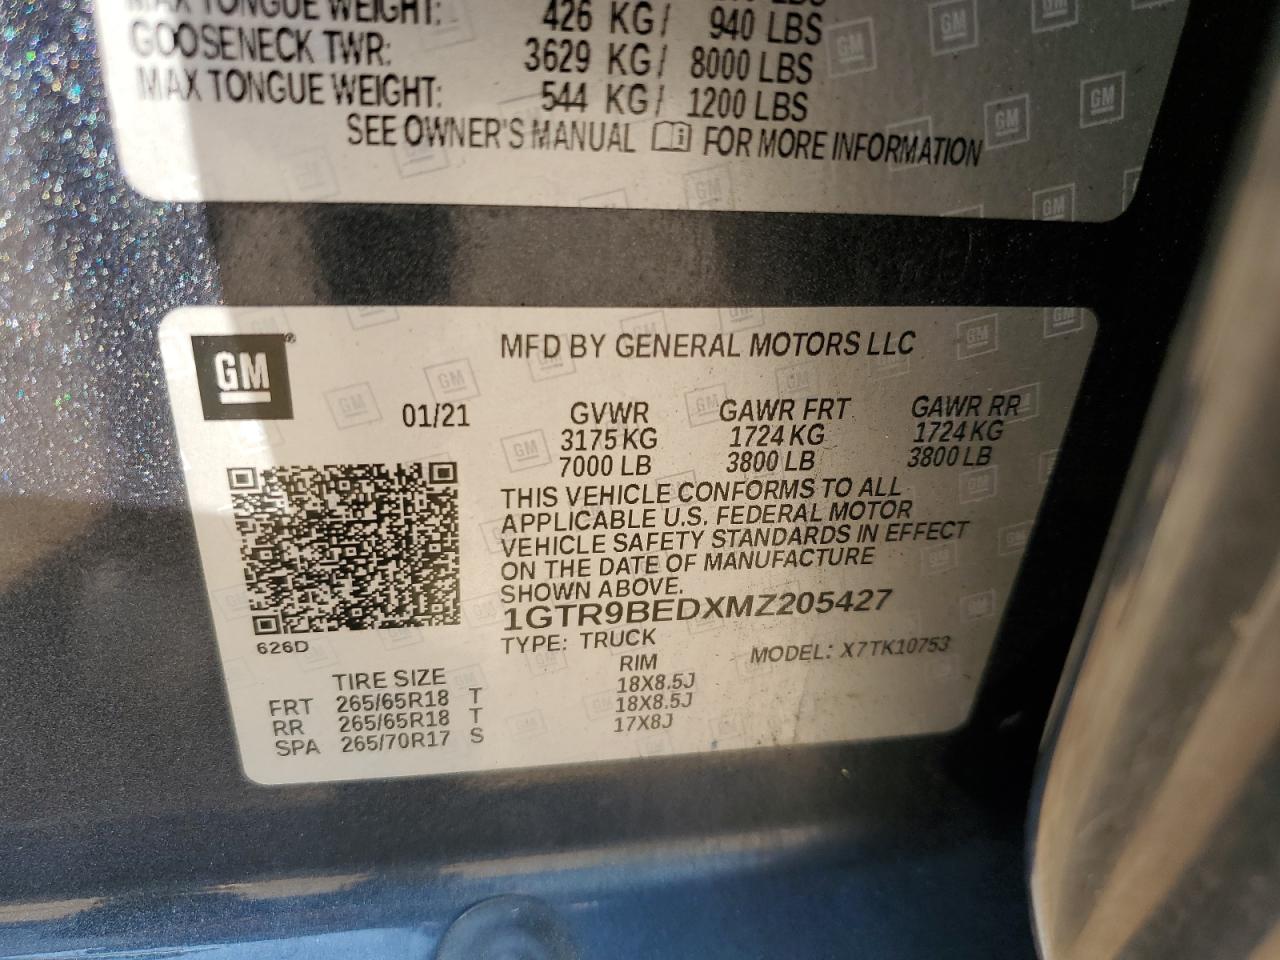 MAX TONGUE WEIGHT: 426 KG/ 940 LBS
GOOSENECK TWR: 3629 KG/ 8000 LBS
MAX TONGUE WEIGHT: 544 KG/ 1200 LBS
SEE OWNER'S MANUAL FOR MORE INFORMATION
GM
MFD BY GENERAL MOTORS LLC
01/21 GVWR GAWR FRT GAWR RR
3175 KG 1724 KG 1724 KG
7000 LB 3800 LB 3800 LB
THIS VEHICLE CONFORMS TO ALL
APPLICABLE U.S. FEDERAL MOTOR
VEHICLE SAFETY STANDARDS IN EFFECT
ON THE DATE OF MANUFACTURE
SHOWN ABOVE.
1GTR9BEDXMZ205427
626D
TYPE: TRUCK MODEL: X7TK10753
TIRE SIZE RIM
FRT 265/65R18 T 18X8.5J
RR 265/65R18 T 18X8.5J
SPA 265/70R17 S 17X8J